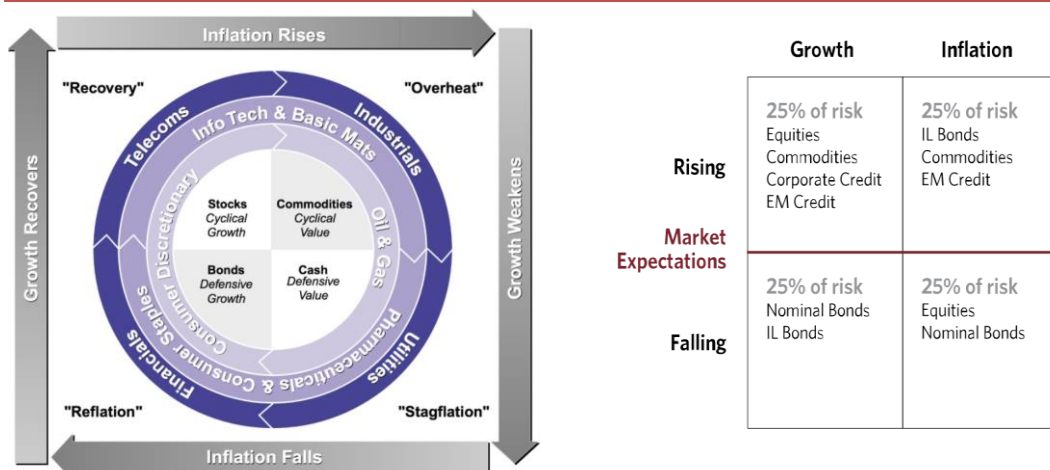 Inflation Rises
"Recovery"
"Overheat"
Growth Recovers
Growth Weakens
Telecoms
Industrials
Info Tech & Basic Mats
Consumer Discretionary
Oil & Gas
Stocks
Cyclical
Growth
Commodities
Cyclical
Value
Bonds
Defensive
Growth
Cash
Defensive
Value
Financials
Consumer Staples
Pharmaceuticals & Consumer Staples
Utilities
"Reflation"
"Stagflation"
Inflation Falls
Growth
Inflation
Rising
25% of risk
Equities
Commodities
Corporate Credit
EM Credit
25% of risk
IL Bonds
Commodities
EM Credit
Market
Expectations
Falling
25% of risk
Nominal Bonds
IL Bonds
25% of risk
Equities
Nominal Bonds